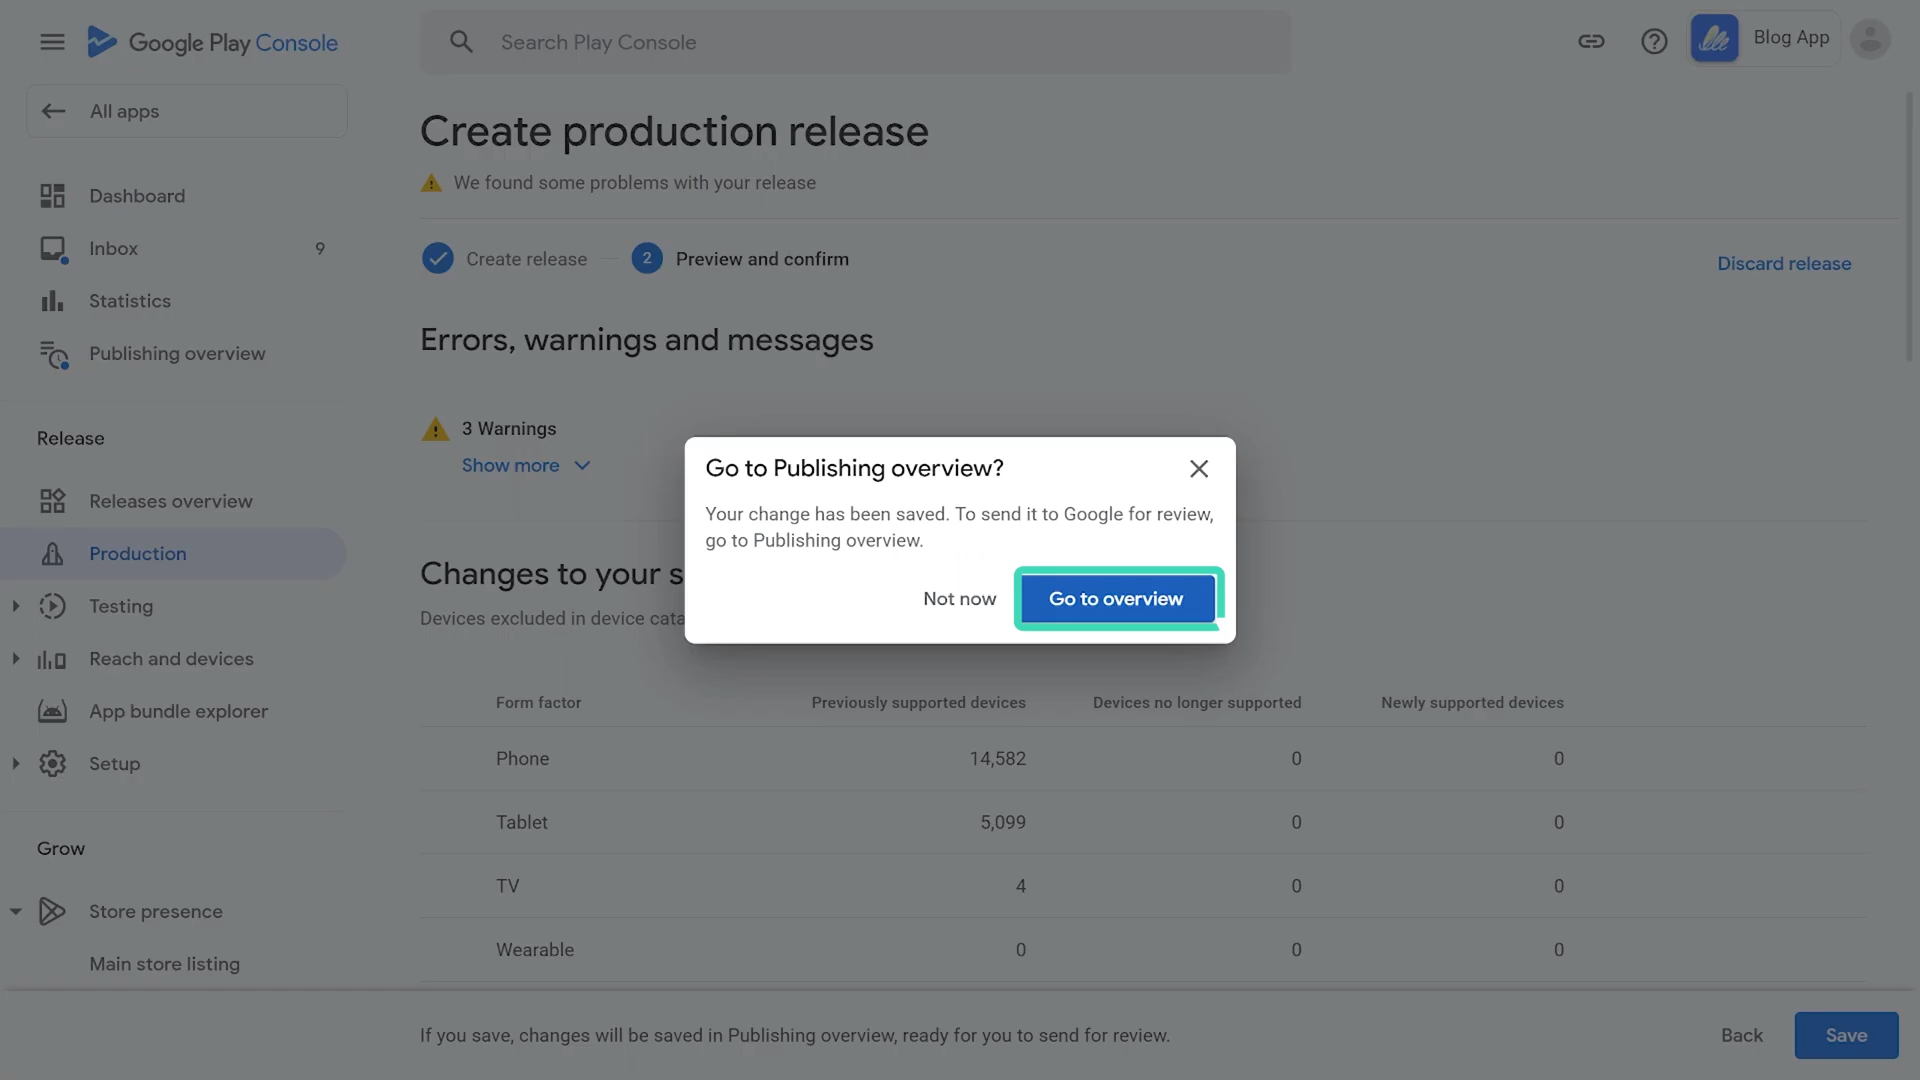 Google Play Console
Search Play Console
Blog App
All apps
Dashboard
Inbox 9
Statistics
Publishing overview
Release
Releases overview
Production
Testing
Reach and devices
App bundle explorer
Setup
Grow
Store presence
Main store listing
Create production release
We found some problems with your release
Create release
2 Preview and confirm
Discard release
Errors, warnings and messages
3 Warnings
Show more
Changes to your s
Devices excluded in device cata
Go to Publishing overview?
Your change has been saved. To send it to Google for review,
go to Publishing overview.
Not now
Go to overview
Form factor Previously supported devices Devices no longer supported Newly supported devices
Phone 14,582 0 0
Tablet 5,099 0 0
TV 4 0 0
Wearable 0 0 0
If you save, changes will be saved in Publishing overview, ready for you to send for review.
Back
Save